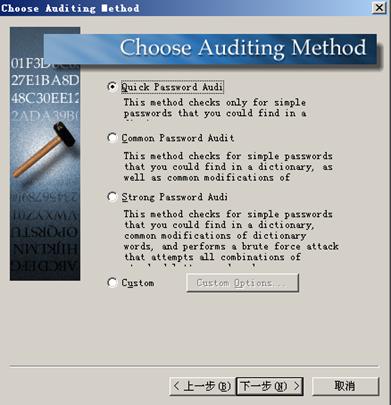 Choose Auditing Method
Choose Auditing Method
01F3D
27E1BA8D
48C30EE12
2ADA39B0
Quick Password Audi
This method checks only for simple
passwords that you could find in a
Common Password Audit
This method checks for simple passwords
that you could find in a dictionary, as
well as common modifications of
Strong Password Audi
This method checks for simple passwords
that you could find in a dictionary,
common modifications of dictionary
words, and performs a brute force attack
that attempts all combinations of
Custom
Custom Options...
< 上一步(B)
下一步(N) >
取消